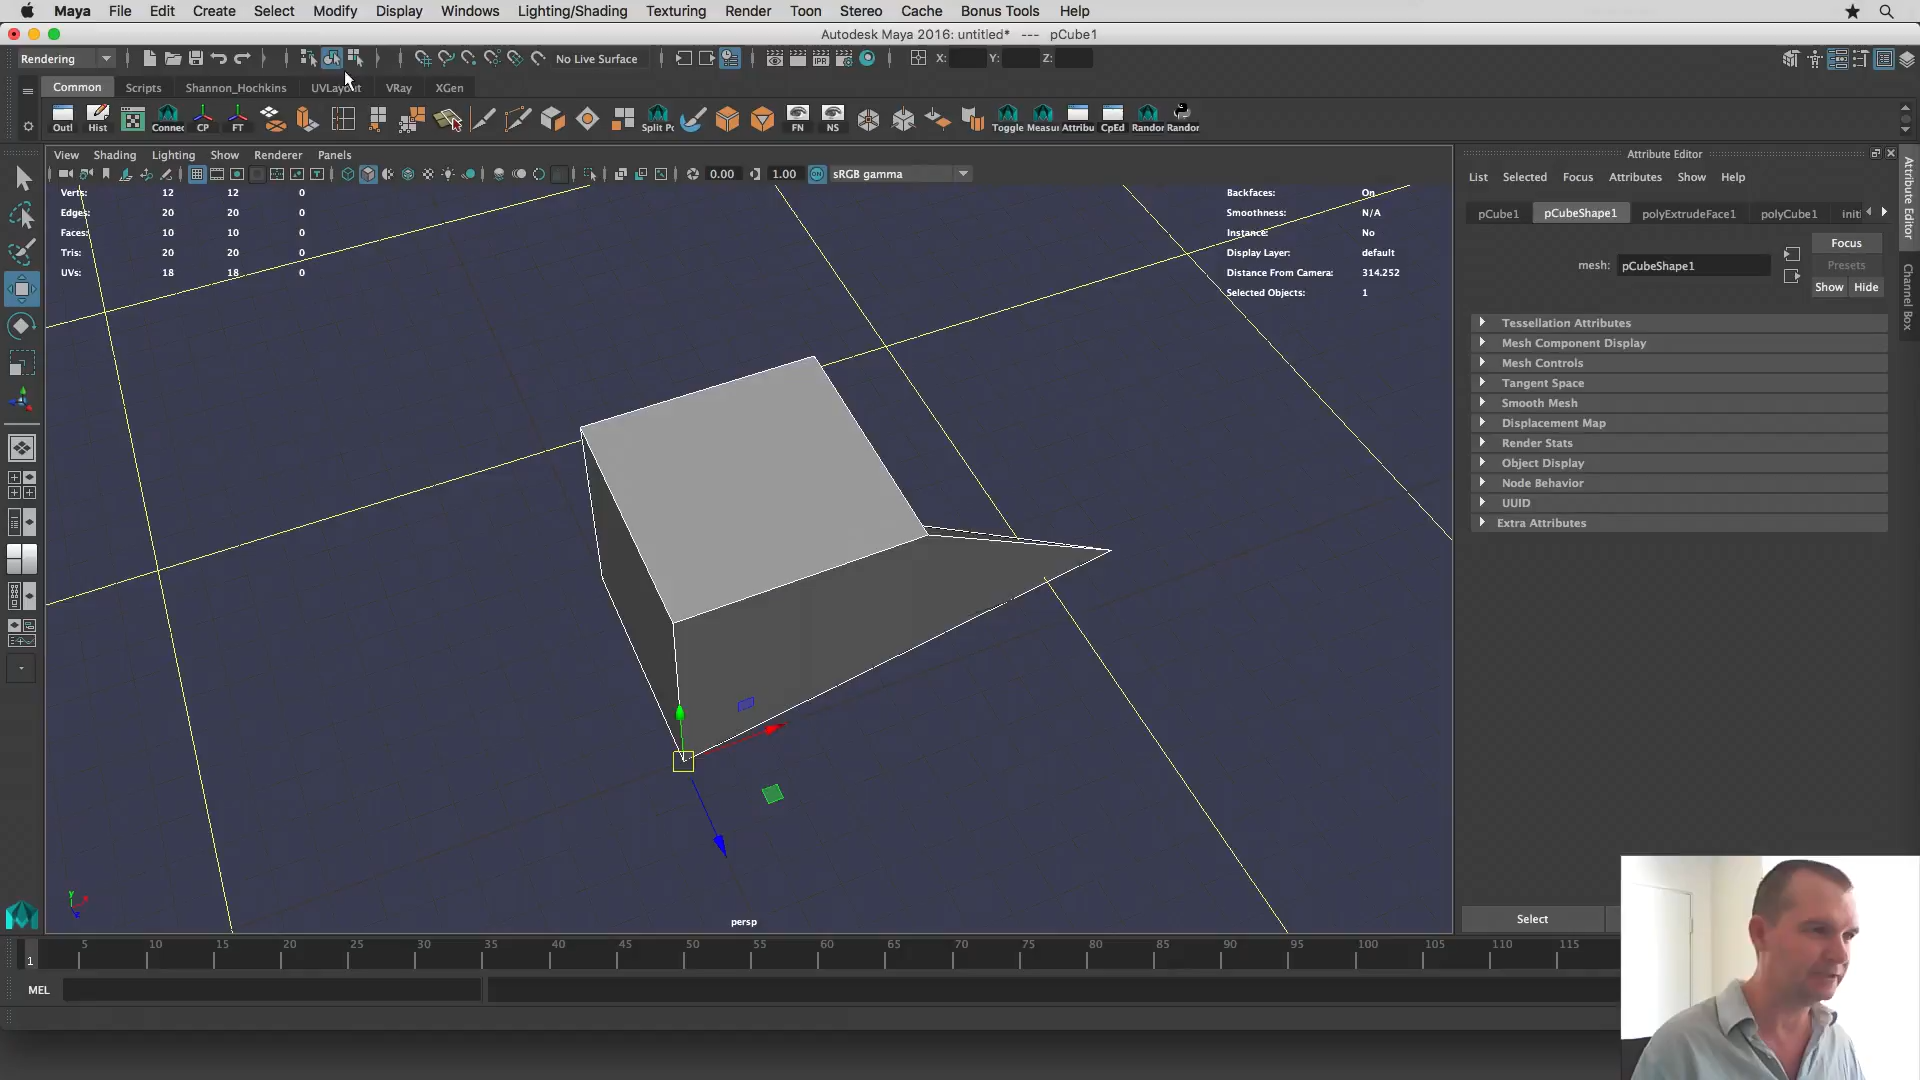 Maya File Edit Create Select Modify Display Windows Lighting/Shading Texturing Render Toon Stereo Cache Bonus Tools Help
Autodesk Maya 2016: untitled* --- pCube1
Rendering No Live Surface X: Y: Z:
Common Scripts Shannon_Hochkins UVLayout VRay XGen
Outl Hist Connec CP FT Split Po FN NS Toggle Measu Attribu CpEd Randor Randor
View Shading Lighting Show Renderer Panels
0.00 1.00 ON sRGB gamma
Verts: 12 12 0
Edges: 20 20 0
Faces: 10 10 0
Tris: 20 20 0
UVs: 18 18 0
Backfaces: On
Smoothness: N/A
Instance: No
Display Layer: default
Distance From Camera: 314.252
Selected Objects: 1
persp
Attribute Editor
List Selected Focus Attributes Show Help
pCube1 pCubeShape1 polyExtrudeFace1 polyCube1 initi
Focus
mesh: pCubeShape1 Presets
Show Hide
Tessellation Attributes
Mesh Component Display
Mesh Controls
Tangent Space
Smooth Mesh
Displacement Map
Render Stats
Object Display
Node Behavior
UUID
Extra Attributes
Select
Attribute Editor
Channel Box
5 10 15 20 25 30 35 40 45 50 55 60 65 70 75 80 85 90 95 100 105 110 115
1
MEL